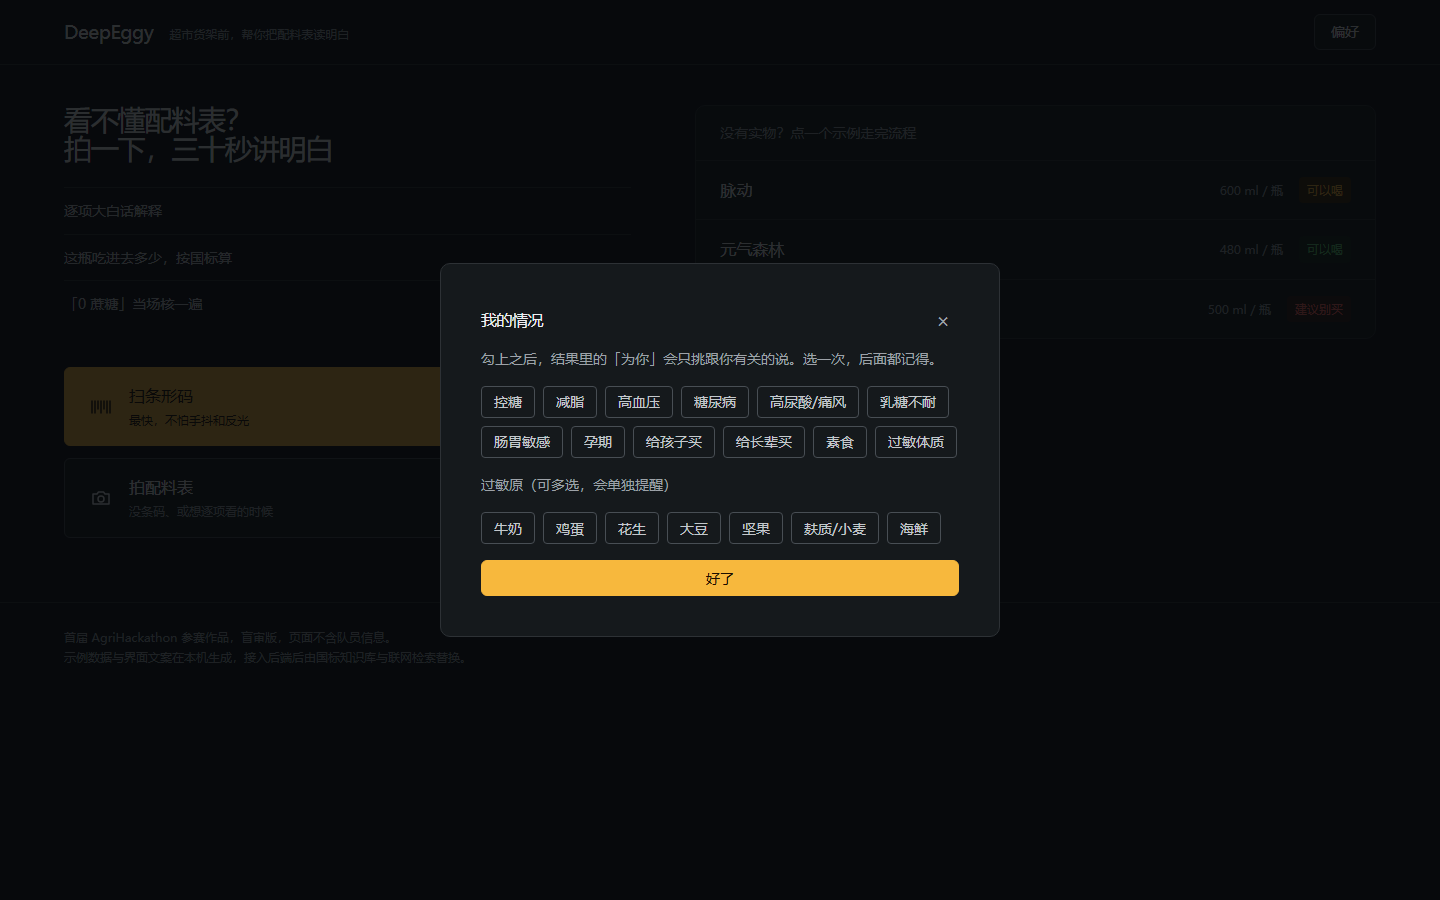 DeepEggy 超市货架前，帮你把配料表读明白
偏好
看不懂配料表？
拍一下，三十秒讲明白
逐项大白话解释
这瓶吃进去多少，按国标算
「0 蔗糖」当场核一遍
扫条形码
最快，不怕手抖和反光
拍配料表
没条码、或想逐项看的时候
没有实物？点一个示例走完流程
脉动 600 ml / 瓶 可以喝
元气森林 480 ml / 瓶 可以喝
500 ml / 瓶 建议别买
我的情况
×
勾上之后，结果里的「为你」会只挑跟你有关的说。选一次，后面都记得。
控糖 减脂 高血压 糖尿病 高尿酸/痛风 乳糖不耐
肠胃敏感 孕期 给孩子买 给长辈买 素食 过敏体质
过敏原（可多选，会单独提醒）
牛奶 鸡蛋 花生 大豆 坚果 麸质/小麦 海鲜
好了
首届 AgriHackathon 参赛作品，盲审版，页面不含队员信息。
示例数据与界面文案在本机生成，接入后端后由国标知识库与联网检索替换。